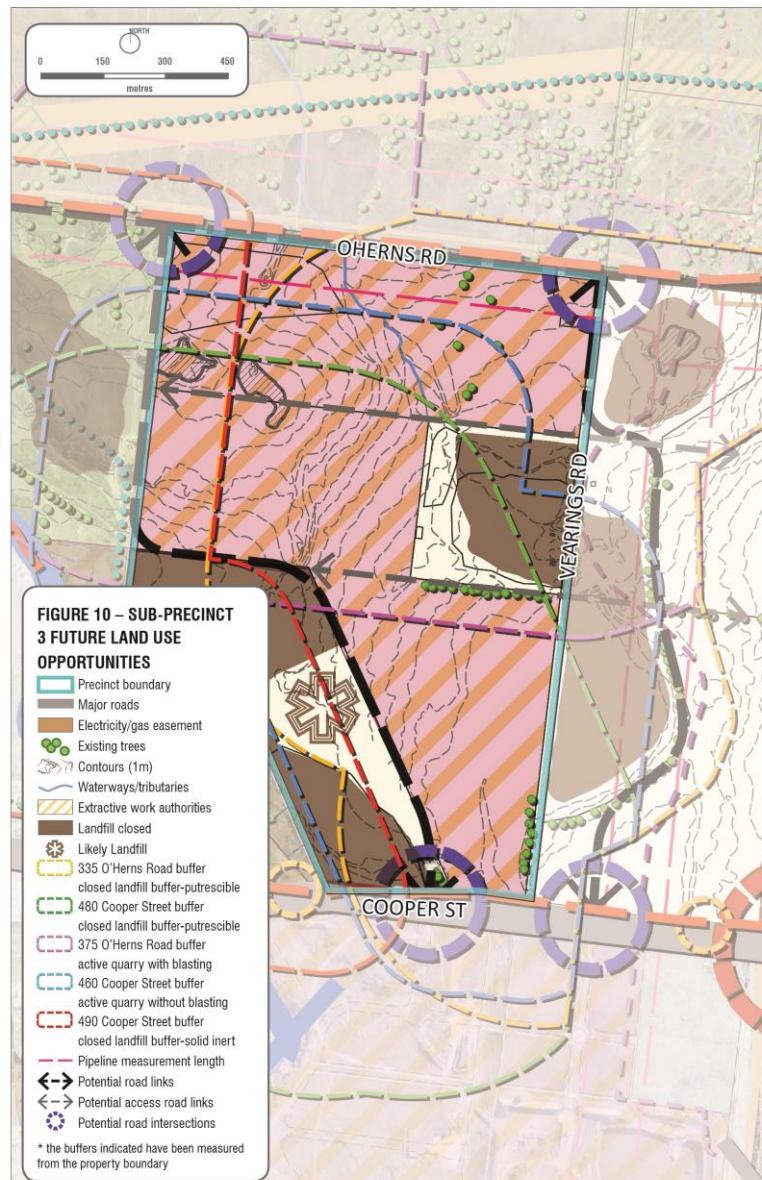 NORTH
0 150 300 450
metres
OHERNS RD
VEARINGS RD
COOPER ST
FIGURE 10 – SUB-PRECINCT
3 FUTURE LAND USE
OPPORTUNITIES
Precinct boundary
Major roads
Electricity/gas easement
Existing trees
Contours (1m)
Waterways/tributaries
Extractive work authorities
Landfill closed
Likely Landfill
335 O'Herns Road buffer
closed landfill buffer-putrescible
480 Cooper Street buffer
closed landfill buffer-putrescible
375 O'Herns Road buffer
active quarry with blasting
460 Cooper Street buffer
active quarry without blasting
490 Cooper Street buffer
closed landfill buffer-solid inert
Pipeline measurement length
Potential road links
Potential access road links
Potential road intersections
* the buffers indicated have been measured
from the property boundary